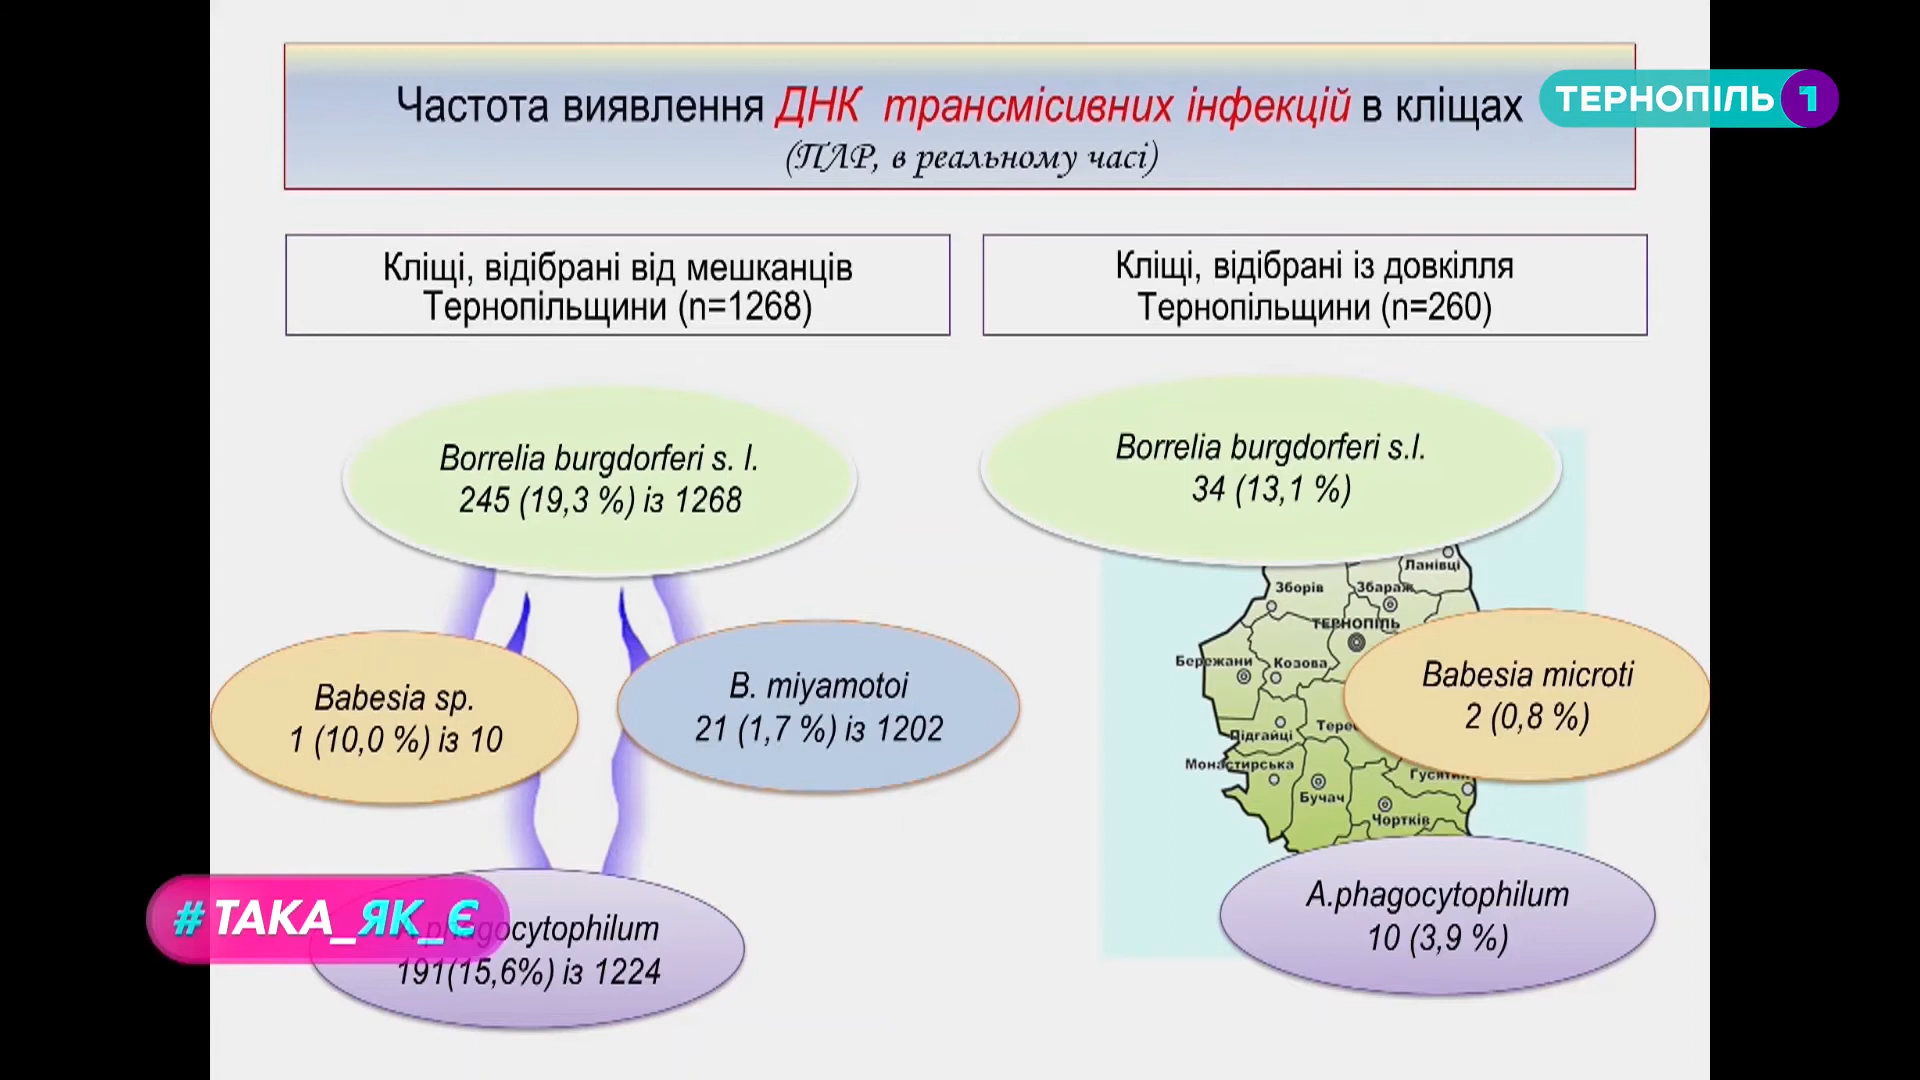 Частота виявлення ДНК трансмісивних інфекцій в кліщах
(ПЛР, в реальному часі)
ТЕРНОПІЛЬ 1
Кліщі, відібрані від мешканців
Тернопільщини (n=1268)
Кліщі, відібрані із довкілля
Тернопільщини (n=260)
Borrelia burgdorferi s. l.
245 (19,3 %) із 1268
Borrelia burgdorferi s.l.
34 (13,1 %)
Babesia sp.
1 (10,0 %) із 10
B. miyamotoi
21 (1,7 %) із 1202
Ланівці
Зборів
Збараж
ТЕРНОПІЛЬ
Бережани
Козова
Підгайці
Монастирська
Бучач
Чортків
Babesia microti
2 (0,8 %)
#ТАКА_ЯК_Є
phagocytophilum
191(15,6%) із 1224
A.phagocytophilum
10 (3,9 %)